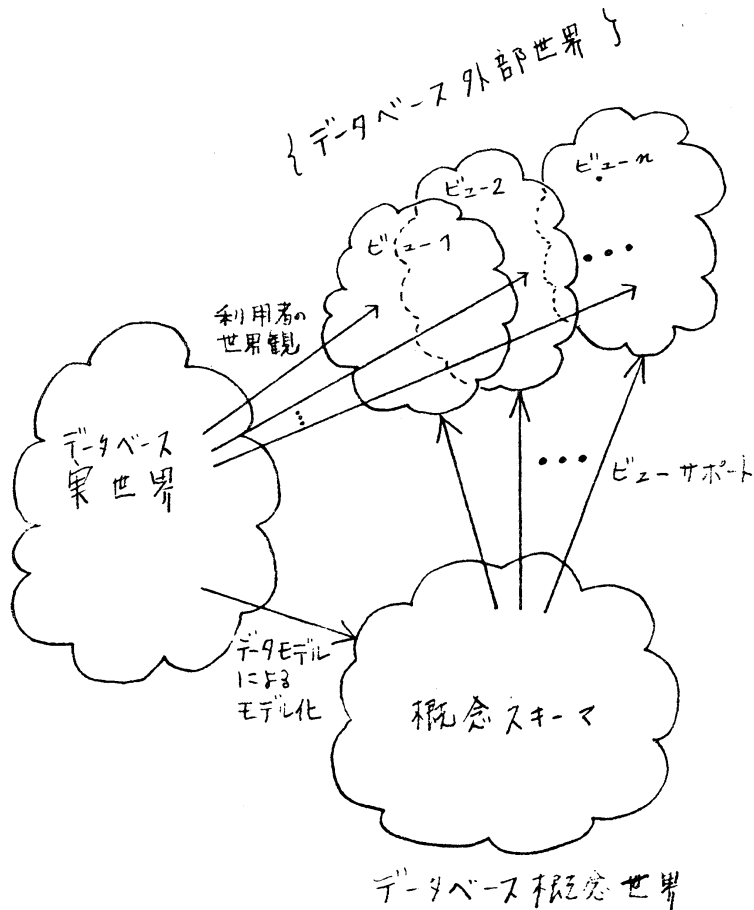 {データベース 外部世界}
ビュー1
ビュー2
ビューn
・・・
利用者の
世界観
データベース
実世界
・・・
ビューサポート
データモデル
による
モデル化
概念スキーマ
データベース概念世界